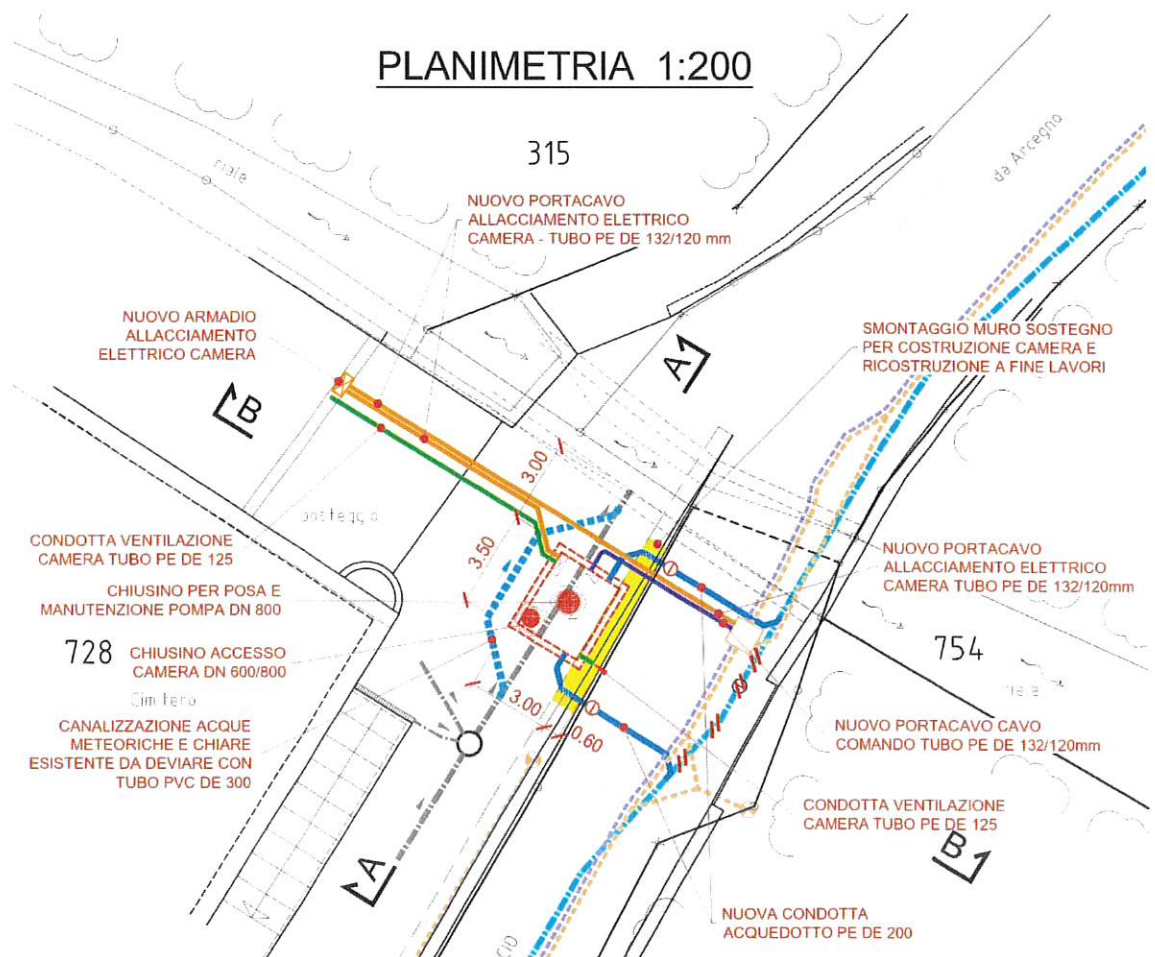 PLANIMETRIA 1:200
315
riale
da Arcegno
NUOVO PORTACAVO
ALLACCIAMENTO ELETTRICO
CAMERA - TUBO PE DE 132/120 mm
NUOVO ARMADIO
ALLACCIAMENTO
ELETTRICO CAMERA
SMONTAGGIO MURO SOSTEGNO
PER COSTRUZIONE CAMERA E
RICOSTRUZIONE A FINE LAVORI
A
B
3.00
posteggio
3.50
CONDOTTA VENTILAZIONE
CAMERA TUBO PE DE 125
CHIUSINO PER POSA E
MANUTENZIONE POMPA DN 800
728
CHIUSINO ACCESSO
CAMERA DN 600/800
Cimitero
CANALIZZAZIONE ACQUE
METEORICHE E CHIARE
ESISTENTE DA DEVIARE CON
TUBO PVC DE 300
NUOVO PORTACAVO
ALLACCIAMENTO ELETTRICO
CAMERA TUBO PE DE 132/120mm
754
3.00
0.60
NUOVO PORTACAVO CAVO
COMANDO TUBO PE DE 132/120mm
CONDOTTA VENTILAZIONE
CAMERA TUBO PE DE 125
A
B
NUOVA CONDOTTA
ACQUEDOTTO PE DE 200